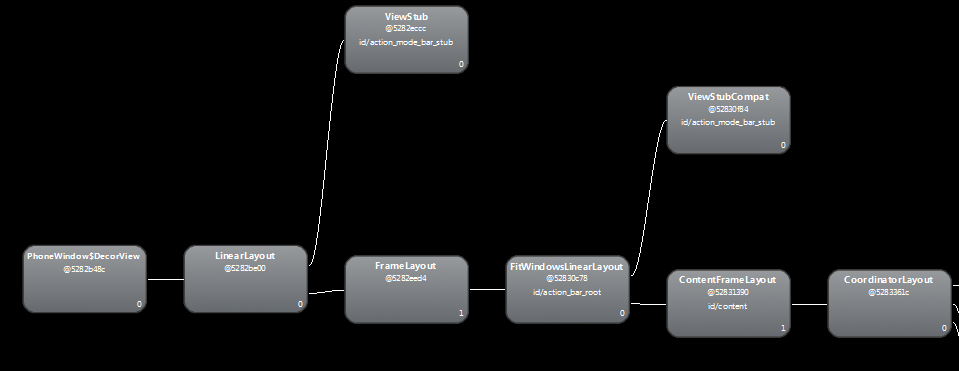 ViewStub
@5282eccc
id/action_mode_bar_stub
0
ViewStubCompat
@52830f84
id/action_mode_bar_stub
0
PhoneWindow$DecorView
@5282b48c
0
LinearLayout
@5282be00
0
FrameLayout
@5282eed4
1
FitWindowsLinearLayout
@52830c78
id/action_bar_root
0
ContentFrameLayout
@52831390
id/content
1
CoordinatorLayout
@5283361c
0